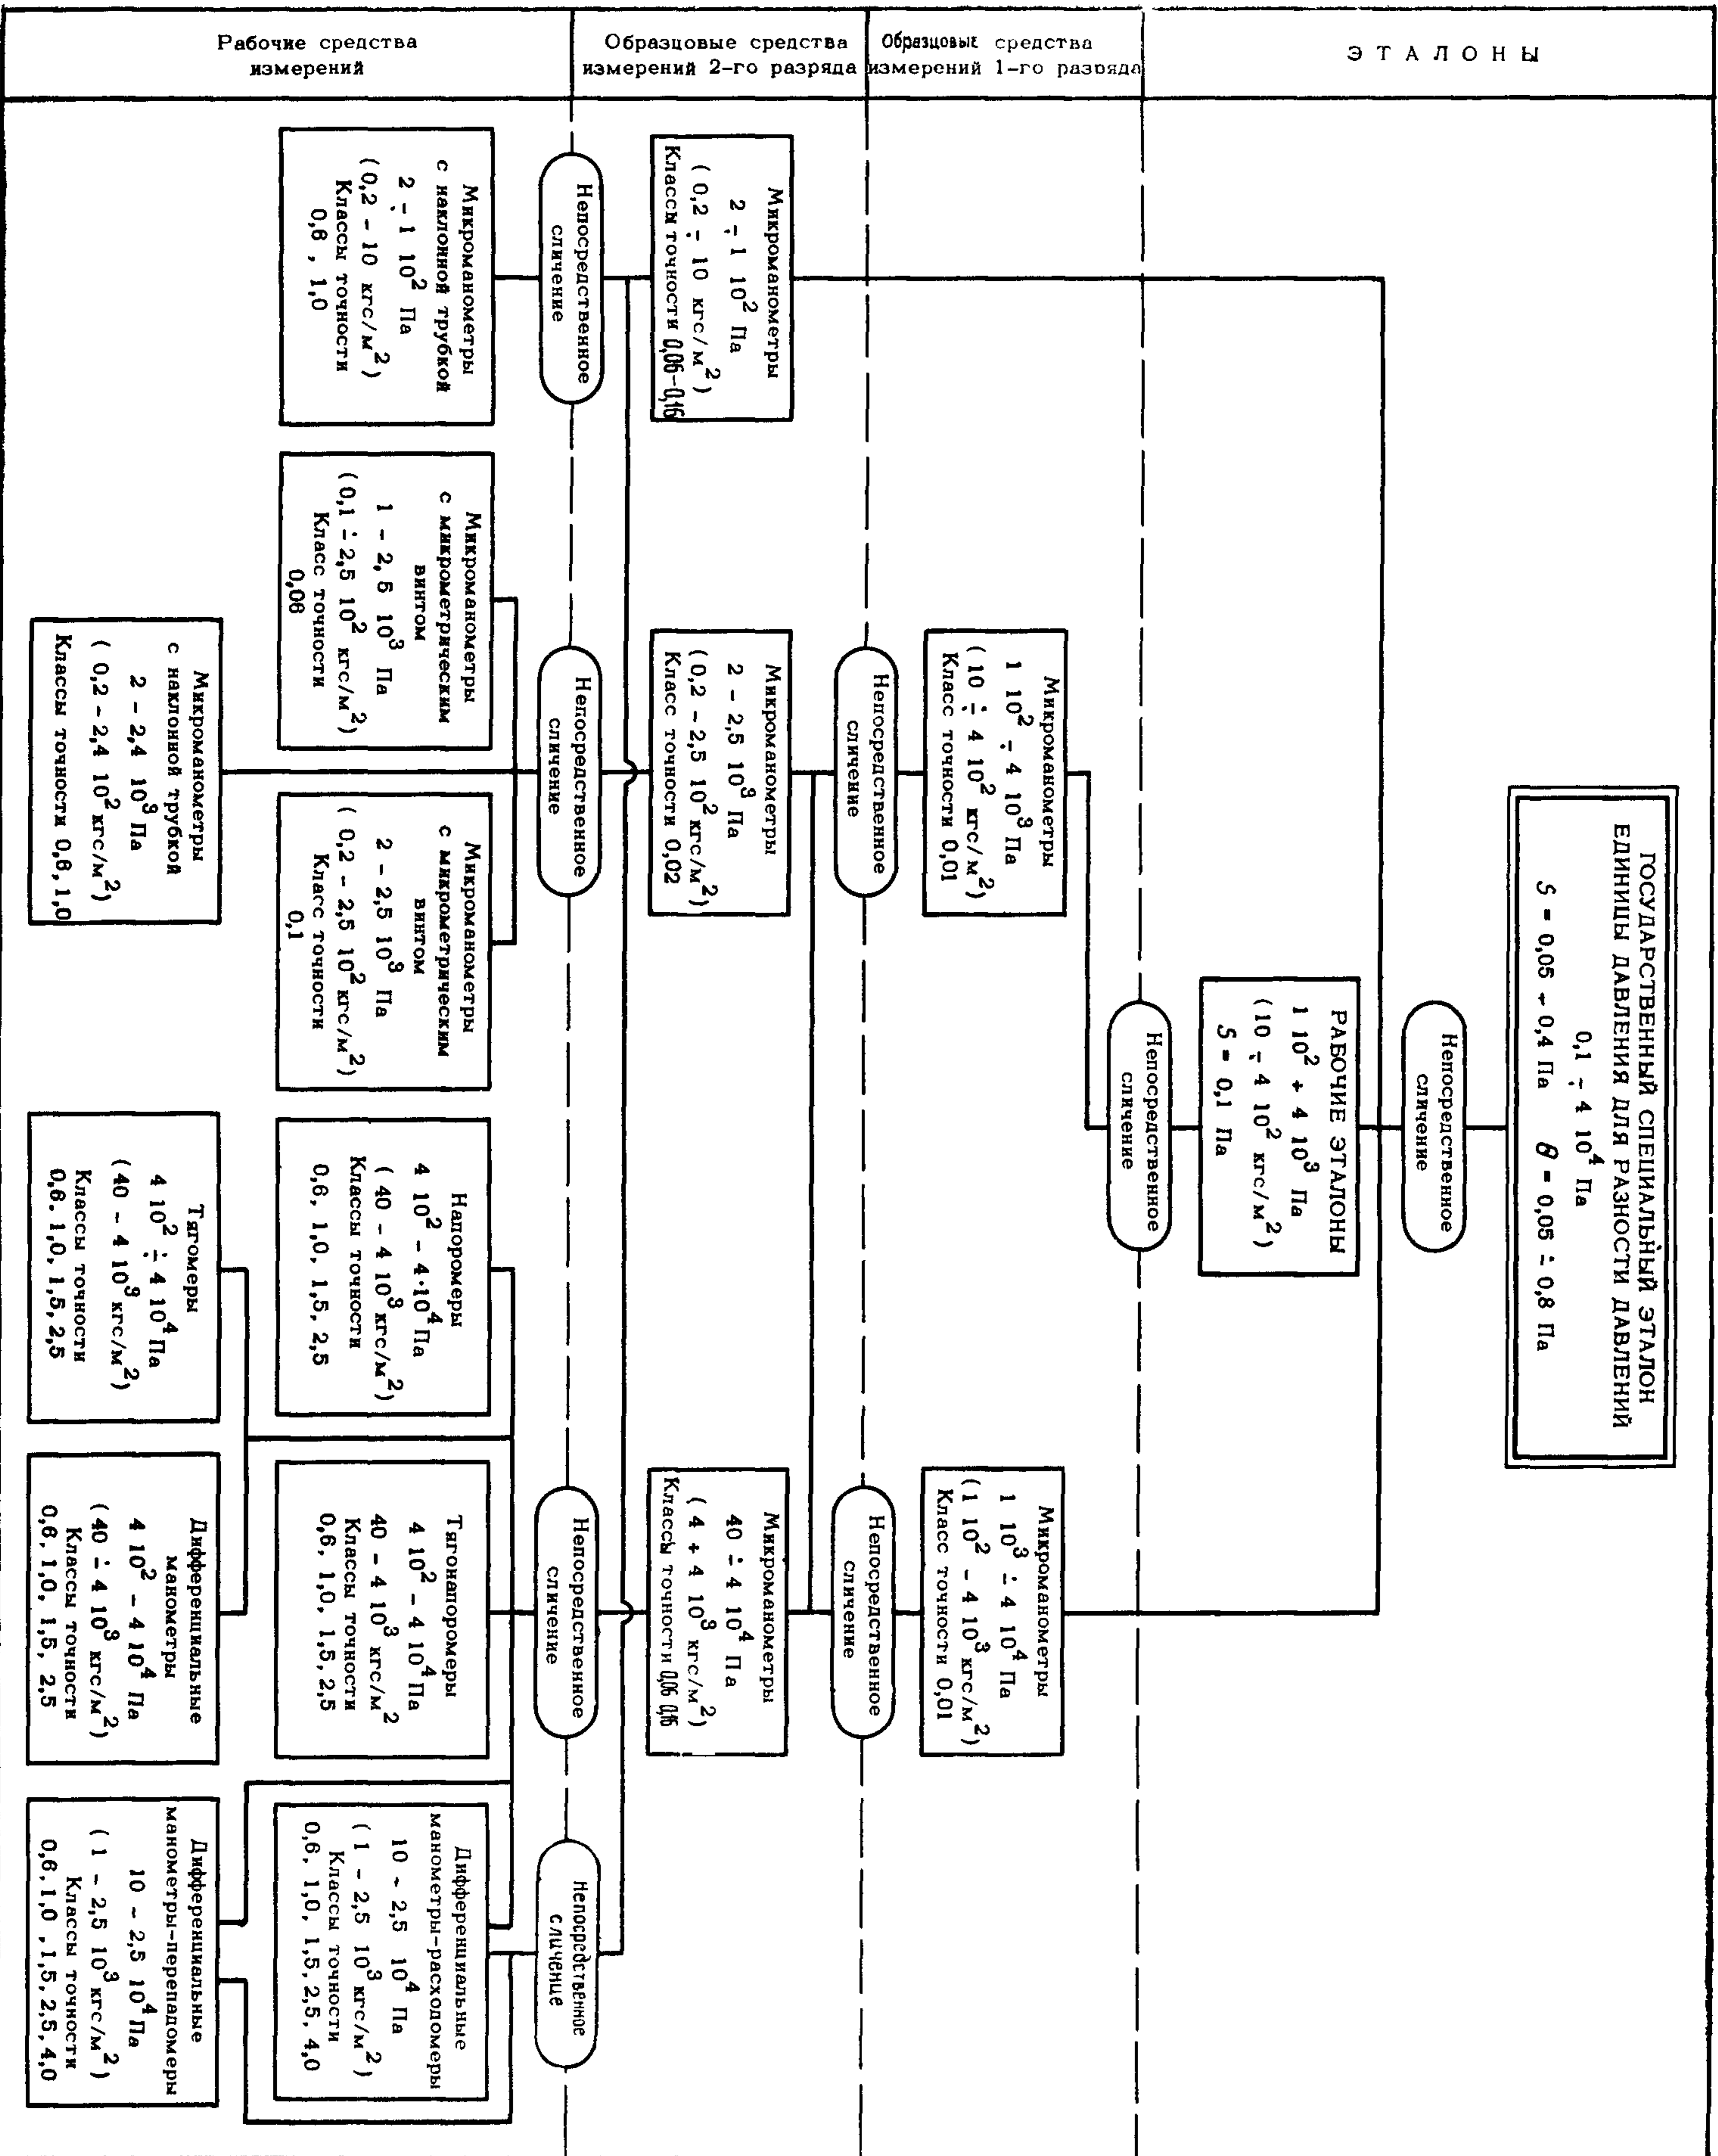 ЭТАЛОНЫ
Образцовые средства
измерений 1-го разряда
Образцовые средства
измерений 2-го разряда
Рабочие средства
измерений
ГОСУДАРСТВЕННЫЙ СПЕЦИАЛЬНЫЙ ЭТАЛОН
ЕДИНИЦЫ ДАВЛЕНИЯ ДЛЯ РАЗНОСТИ ДАВЛЕНИЙ
0,1 ÷ 4 10⁴ Па
S = 0,05 ÷ 0,4 Па θ = 0,05 ÷ 0,8 Па
Непосредственное
сличение
РАБОЧИЕ ЭТАЛОНЫ
1 10² ÷ 4 10³ Па
(10 ÷ 4 10² кгс/м²)
S = 0,1 Па
Непосредственное
сличение
Микроманометры
1 10² ÷ 4 10³ Па
(10 ÷ 4 10² кгс/м²)
Класс точности 0,01
Микроманометры
1 10³ ÷ 4 10⁴ Па
(1 10² - 4 10³ кгс/м²)
Класс точности 0,01
Непосредственное
сличение
Непосредственное
сличение
Микроманометры
2 ÷ 1 10² Па
(0,2 ÷ 10 кгс/м²)
Классы точности 0,06-0,16
Микроманометры
2 - 2,5 10³ Па
(0,2 - 2,5 10² кгс/м²)
Класс точности 0,02
Микроманометры
40 ÷ 4 10⁴ Па
(4 ÷ 4 10³ кгс/м²)
Классы точности 0,06 0,16
Непосредственное
сличение
Непосредственное
сличение
Непосредственное
сличение
Непосредственное
сличение
Микроманометры
с наклонной трубкой
2 ÷ 1 10² Па
(0,2 - 10 кгс/м²)
Классы точности
0,6, 1,0
Микроманометры
с микрометрическим
винтом
1 - 2,5 10³ Па
(0,1 ÷ 2,5 10² кгс/м²)
Класс точности
0,06
Микроманометры
с микрометрическим
винтом
2 - 2,5 10³ Па
(0,2 - 2,5 10² кгс/м²)
Класс точности
0,1
Напоромеры
4 10² - 4·10⁴ Па
(40 - 4 10³ кгс/м²)
Классы точности
0,6, 1,0, 1,5, 2,5
Тягонапоромеры
4 10² - 4 10⁴ Па
40 - 4 10³ кгс/м²
Классы точности
0,6, 1,0, 1,5, 2,5
Дифференциальные
манометры-расходомеры
10 - 2,5 10⁴ Па
(1 - 2,5 10³ кгс/м²)
Классы точности
0,6, 1,0, 1,5, 2,5, 4,0
Микроманометры
с наклонной трубкой
2 - 2,4 10³ Па
(0,2 - 2,4 10² кгс/м²)
Классы точности 0,6, 1,0
Тягомеры
4 10² ÷ 4 10⁴ Па
(40 - 4 10³ кгс/м²)
Классы точности
0,6. 1,0, 1,5, 2,5
Дифференциальные
манометры
4 10² - 4 10⁴ Па
(40 ÷ 4 10³ кгс/м²)
Классы точности
0,6, 1,0, 1,5, 2,5
Дифференциальные
манометры-перепадомеры
10 - 2,5 10⁴ Па
(1 - 2,5 10³ кгс/м²)
Классы точности
0,6, 1,0, 1,5, 2,5, 4,0